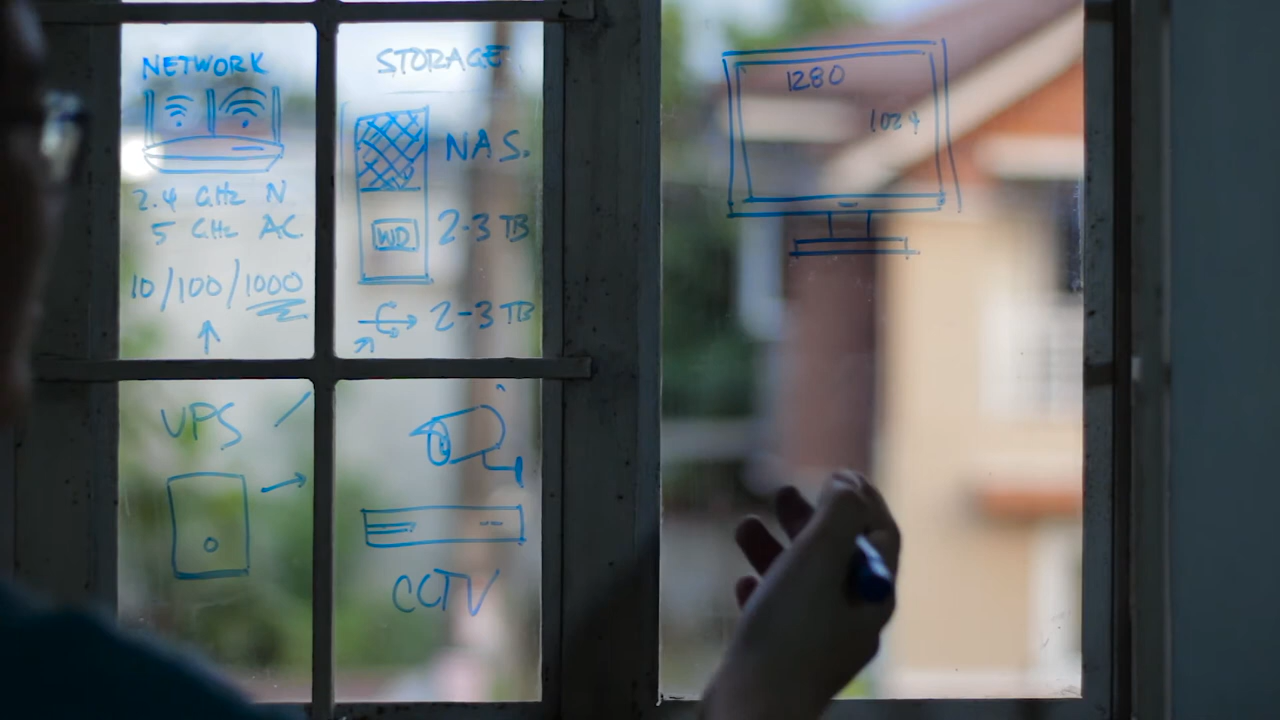 NETWORK
2.4 GHz N
5 GHz AC
10/100/1000
STORAGE
NAS.
WD
2-3 TB
2-3 TB
UPS
CCTV
1280
1024